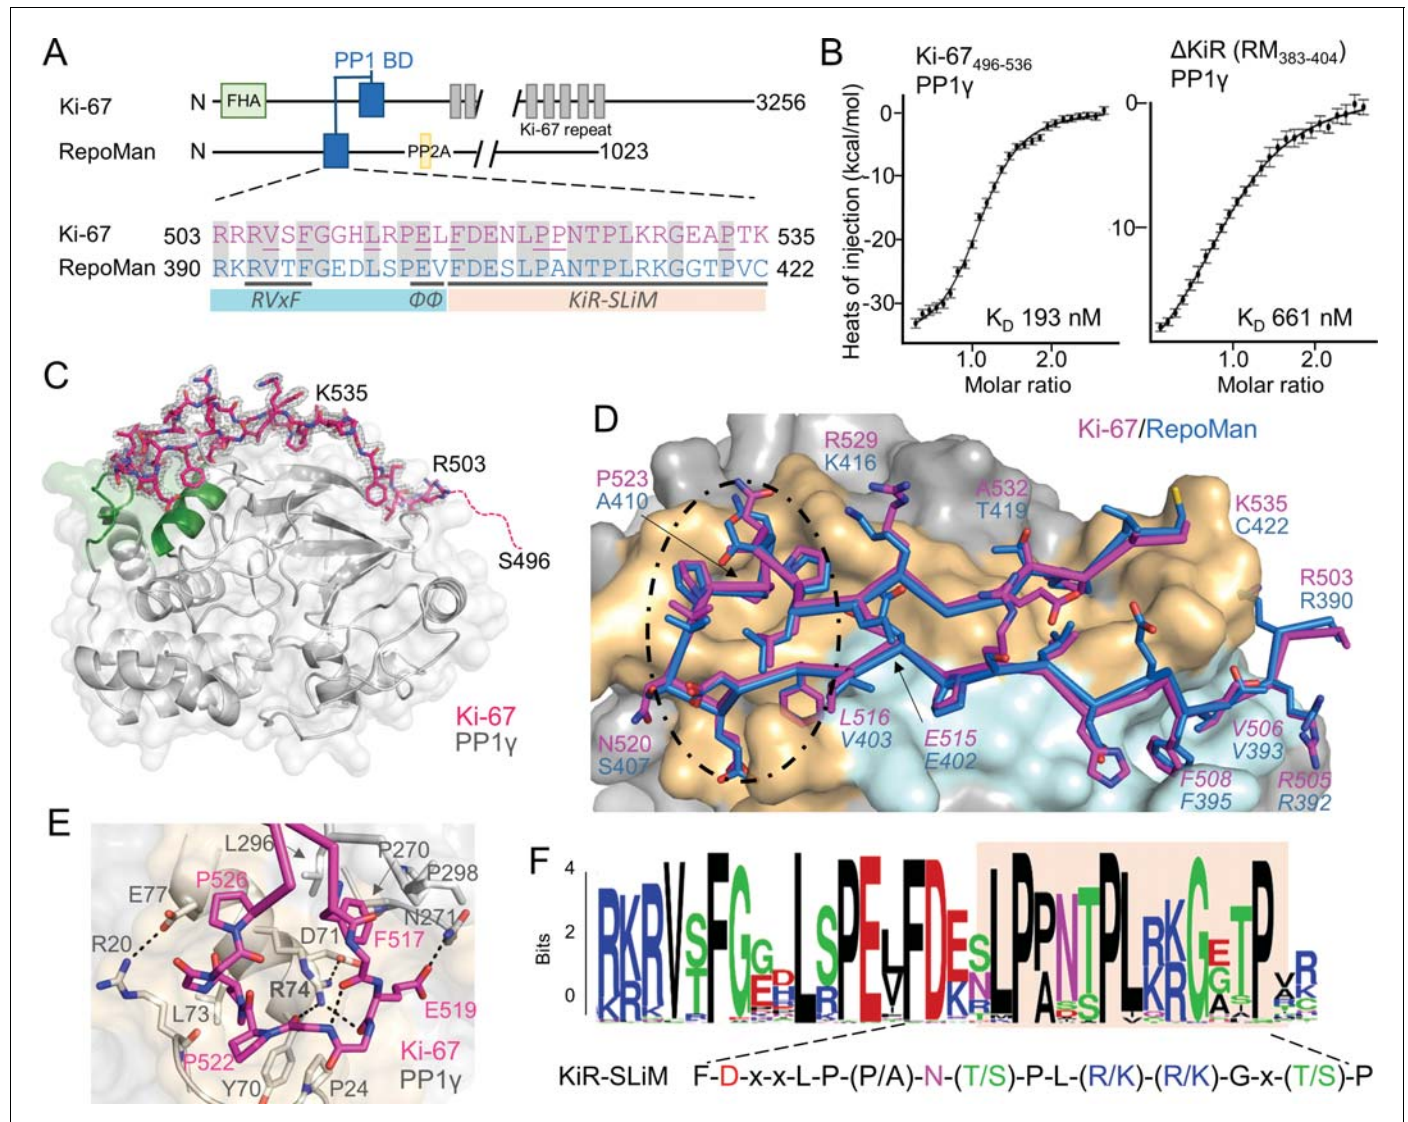 A
PP1 BD
Ki-67 N FHA 3256
Ki-67 repeat
RepoMan N PP2A 1023
Ki-67 503 RRRVSFGGHLRPELFDENLPPNTPLKRGEAPTK 535
RepoMan 390 RKRVTFGEDLSPEVFDESLPANTPLRKGGTPVC 422
RVxF ΦΦ KiR-SLiM
B
Ki-67496-536
PP1γ
ΔKiR (RM383-404)
PP1γ
Heats of injection (kcal/mol)
0
-10
-20
-30
KD 193 nM
1.0 2.0
Molar ratio
0
-10
KD 661 nM
1.0 2.0
Molar ratio
C
K535
R503
S496
Ki-67
PP1γ
D
Ki-67/RepoMan
R529
K416
P523
A410
A532
T419
K535
C422
R503
R390
N520
S407
L516
V403
E515
E402
V506
V393
F508
F395
R505
R392
E
L296
P270
P298
P526
E77
N271
D71
F517
R20
R74
L73
E519
P522
Ki-67
PP1γ
Y70
P24
F
Bits
4
2
0
KiR-SLiM F-D-x-x-L-P-(P/A)-N-(T/S)-P-L-(R/K)-(R/K)-G-x-(T/S)-P